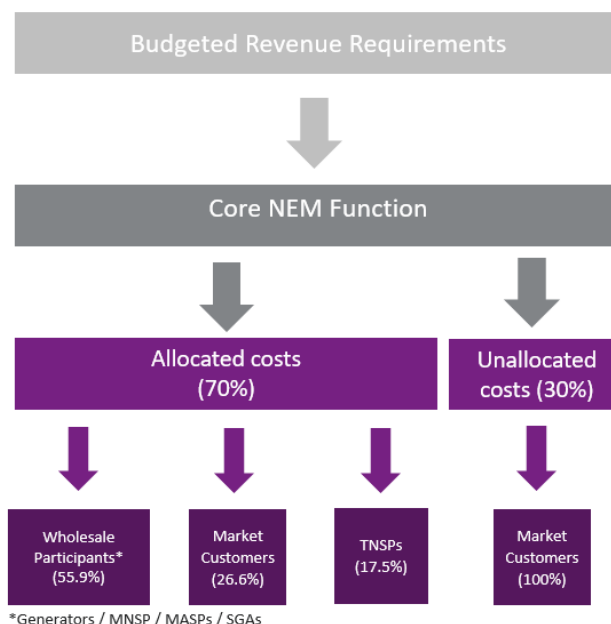 Budgeted Revenue Requirements
Core NEM Function
Allocated costs
(70%)
Unallocated
costs (30%)
Wholesale
Participants*
(55.9%)
Market
Customers
(26.6%)
TNSPs
(17.5%)
Market
Customers
(100%)
*Generators / MNSP / MASPs / SGAs